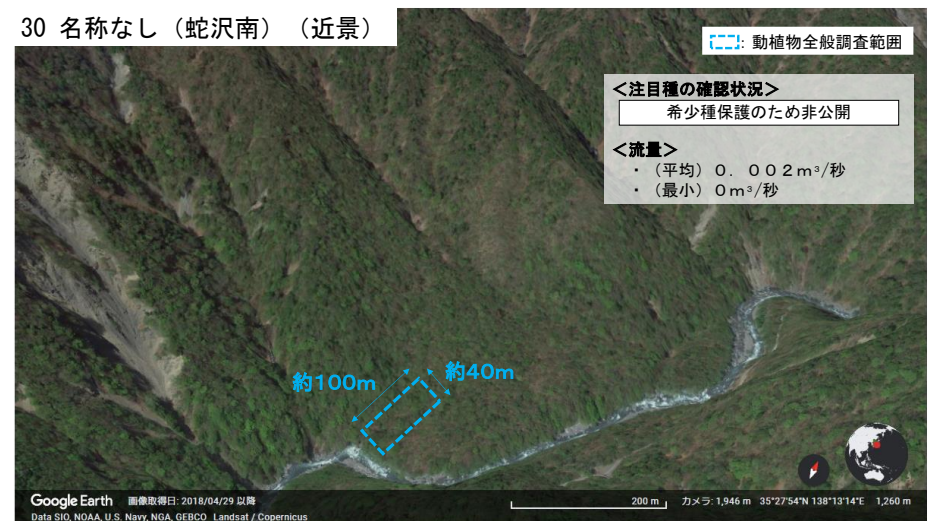 30 名称なし（蛇沢南）（近景）
: 動植物全般調査範囲
＜注目種の確認状況＞
希少種保護のため非公開
＜流量＞
・（平均）０．００２ｍ³/秒
・（最小）０ｍ³/秒
約100m
約40m
Google Earth 画像取得日: 2018/04/29 以降
200 m カメラ: 1,946 m 35°27'54"N 138°13'14"E 1,260 m
Data SIO, NOAA, U.S. Navy, NGA, GEBCO Landsat / Copernicus